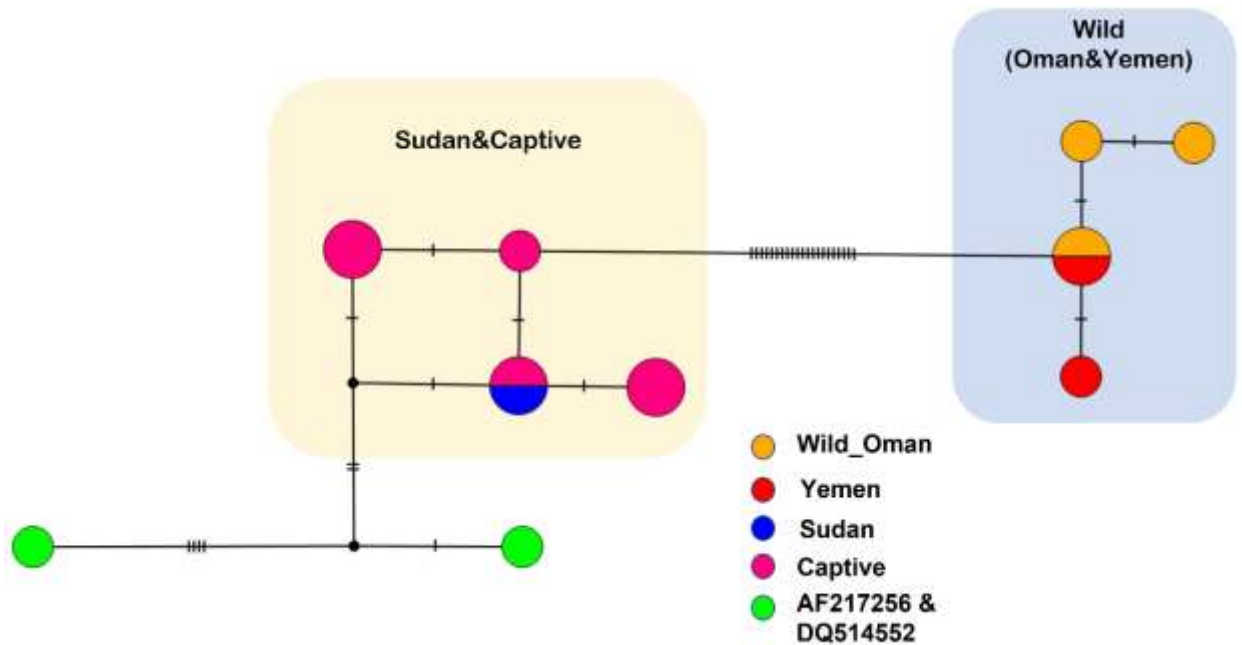 Wild
(Oman&Yemen)
Sudan&Captive
Wild_Oman
Yemen
Sudan
Captive
AF217256 &
DQ514552